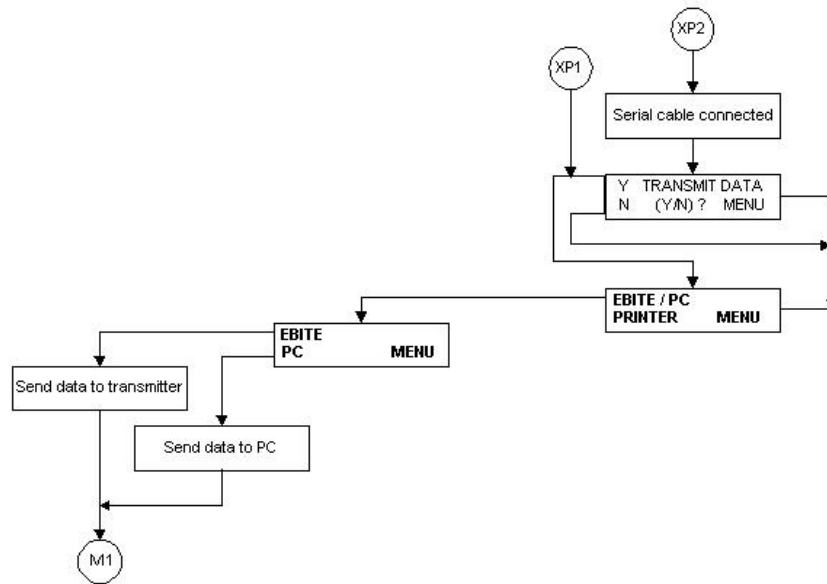 XP2
XP1
Serial cable connected
Y TRANSMIT DATA
N (Y/N) ? MENU
EBITE / PC
PRINTER MENU
EBITE
PC MENU
Send data to transmitter
Send data to PC
M1